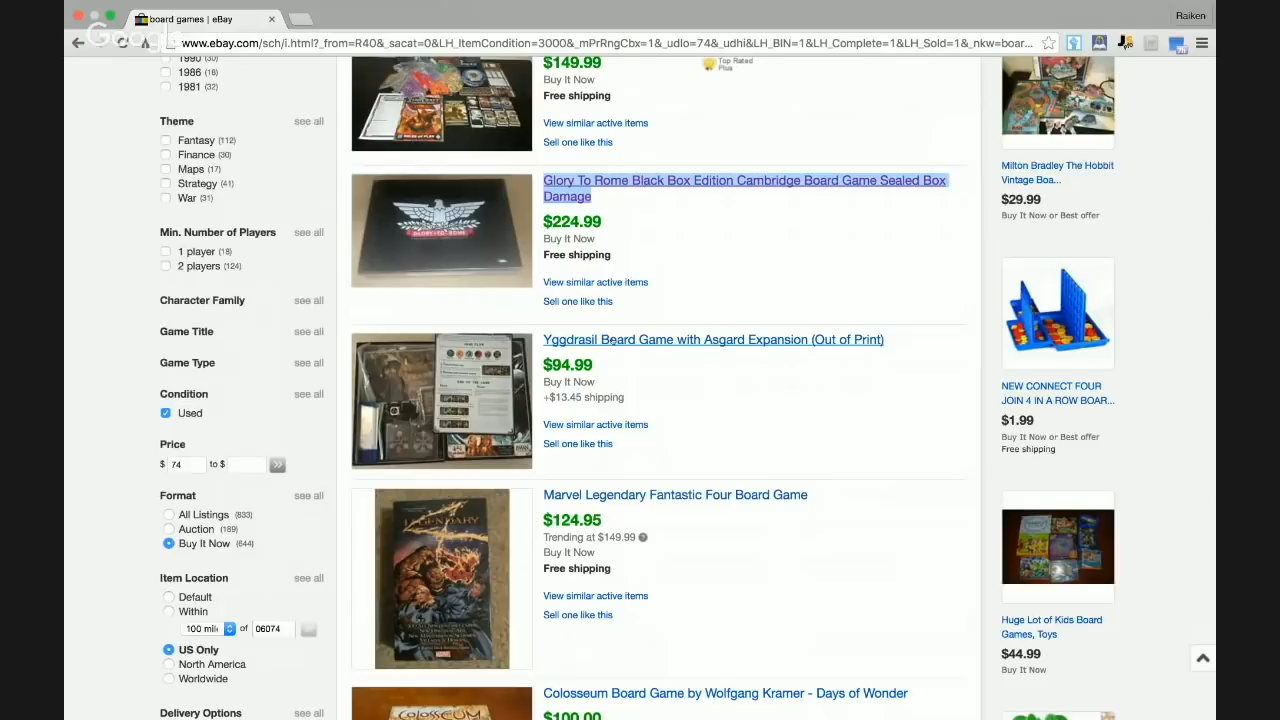 board games | eBay
Raiken
Google
www.ebay.com/sch/i.html?_from=R40&_sacat=0&LH_ItemCondition=3000&_mPrRngCbx=1&_udlo=74&_udhi&LH_BIN=1&LH_Complete=1&LH_Sold=1&_nkw=boar...
1990 (30)
1986 (16)
1981 (32)
Theme see all
Fantasy (112)
Finance (30)
Maps (17)
Strategy (41)
War (31)
Min. Number of Players see all
1 player (18)
2 players (124)
Character Family see all
Game Title see all
Game Type see all
Condition see all
Used
Price
$ 74 to $
Format see all
All Listings (833)
Auction (189)
Buy It Now (644)
Item Location see all
Default
Within
100 mile of 06074
US Only
North America
Worldwide
Delivery Options see all
$149.99
Buy It Now
Free shipping
Top Rated
Plus
View similar active items
Sell one like this
Glory To Rome Black Box Edition Cambridge Board Game Sealed Box
Damage
$224.99
Buy It Now
Free shipping
View similar active items
Sell one like this
GLORY TO ROME
Yggdrasil Board Game with Asgard Expansion (Out of Print)
$94.99
Buy It Now
+$13.45 shipping
View similar active items
Sell one like this
Marvel Legendary Fantastic Four Board Game
$124.95
Trending at $149.99
Buy It Now
Free shipping
View similar active items
Sell one like this
LEGENDARY
MARVEL
Colosseum Board Game by Wolfgang Kramer - Days of Wonder
$100.00
COLOSSEUM
Milton Bradley The Hobbit
Vintage Boa...
$29.99
Buy It Now or Best offer
NEW CONNECT FOUR
JOIN 4 IN A ROW BOAR...
$1.99
Buy It Now or Best offer
Free shipping
Huge Lot of Kids Board
Games, Toys
$44.99
Buy It Now